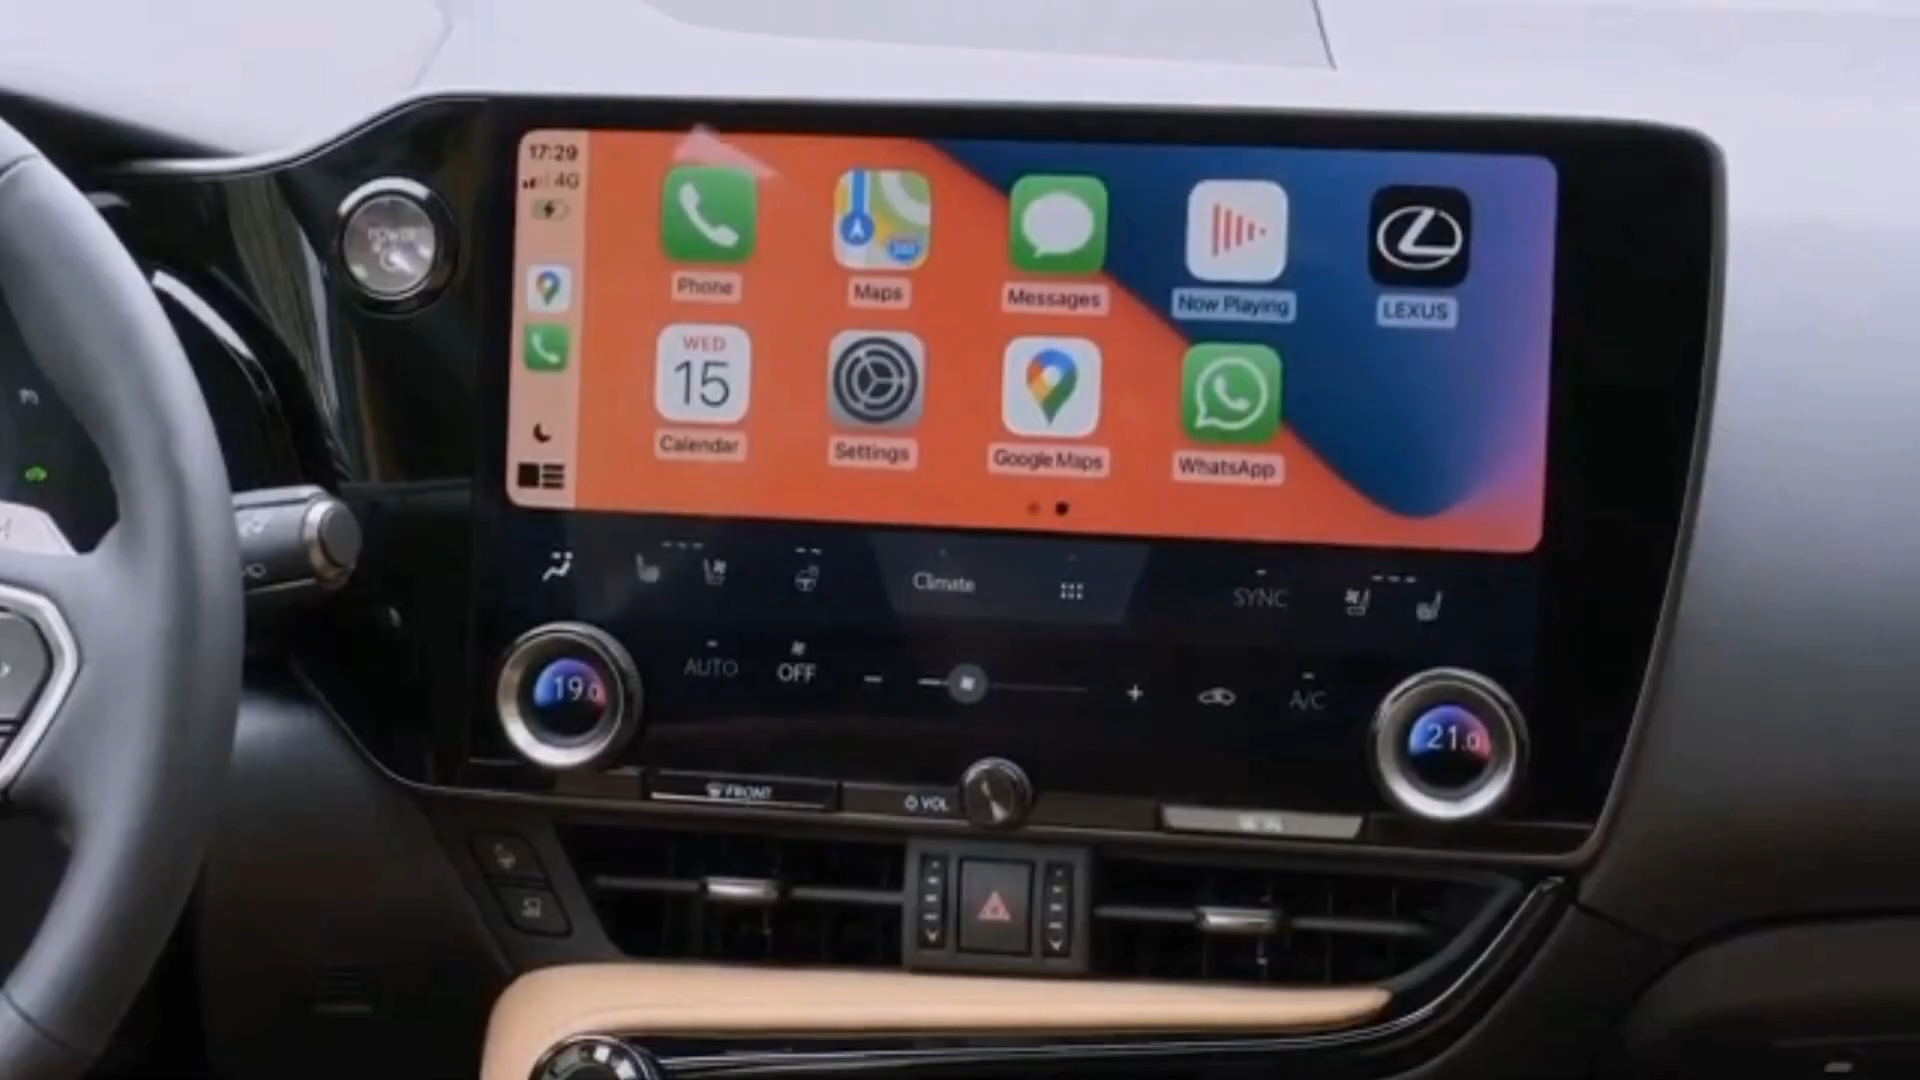 17:29
4G
POWER
Phone
Maps
Messages
Now Playing
LEXUS
WED
15
Calendar
Settings
Google Maps
WhatsApp
Climate
SYNC
AUTO
OFF
A/C
19.0
21.0
FRONT
VOL